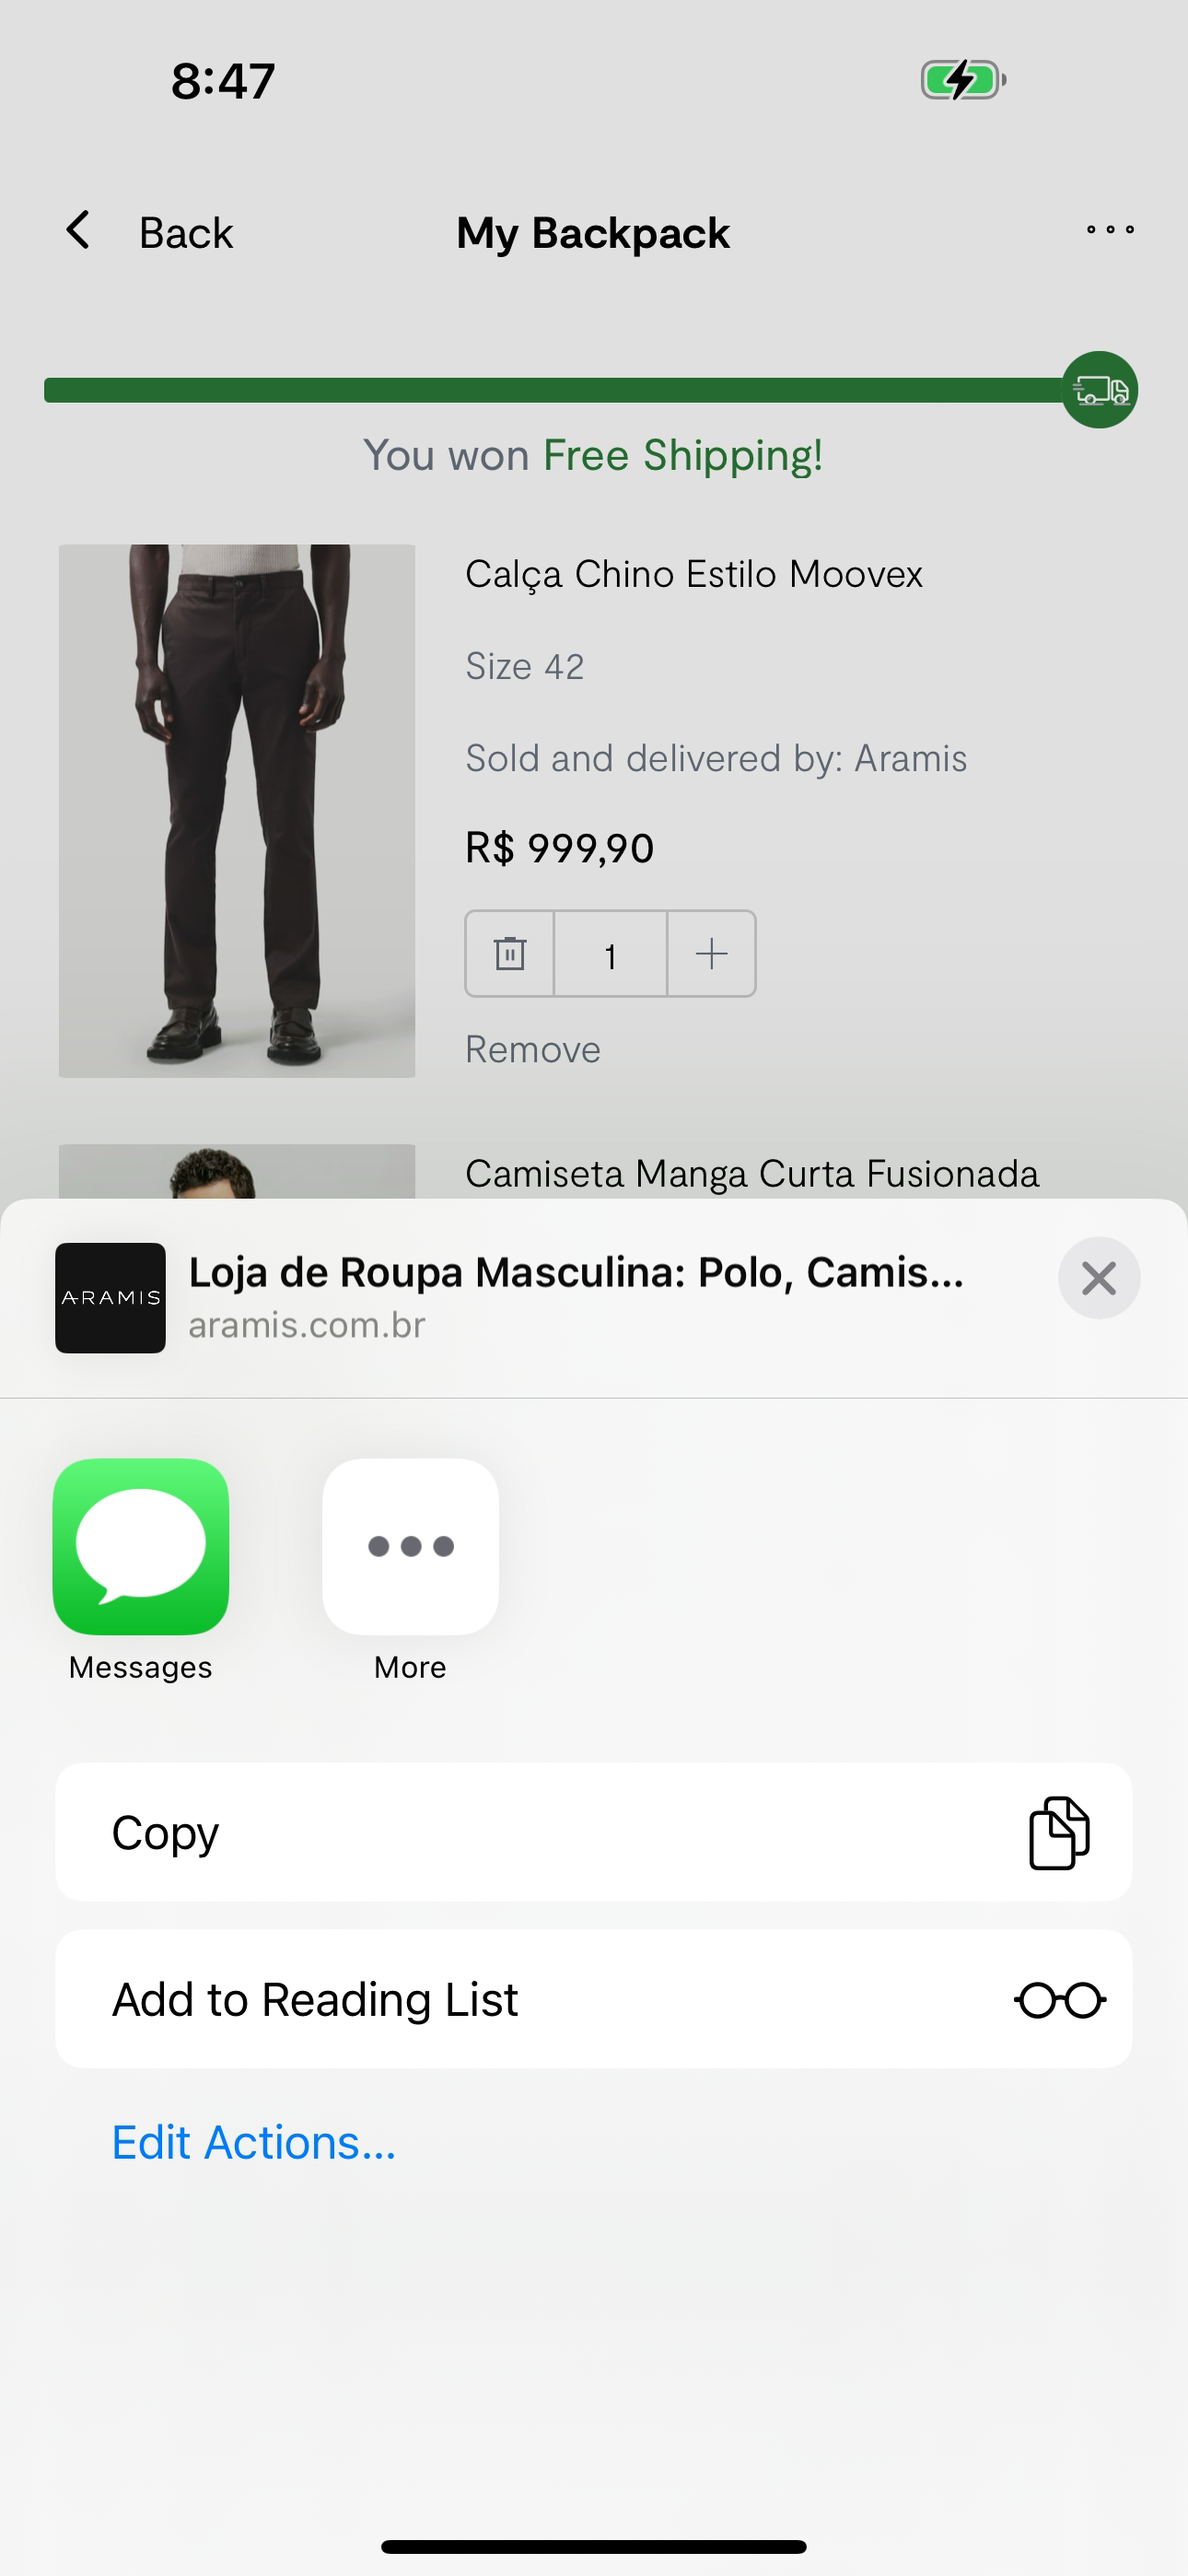 8:47
Back
My Backpack
You won Free Shipping!
Calça Chino Estilo Moovex
Size 42
Sold and delivered by: Aramis
R$ 999,90
1
Remove
Camiseta Manga Curta Fusionada
ARAMIS
Loja de Roupa Masculina: Polo, Camis...
aramis.com.br
Messages
More
Copy
Add to Reading List
Edit Actions...